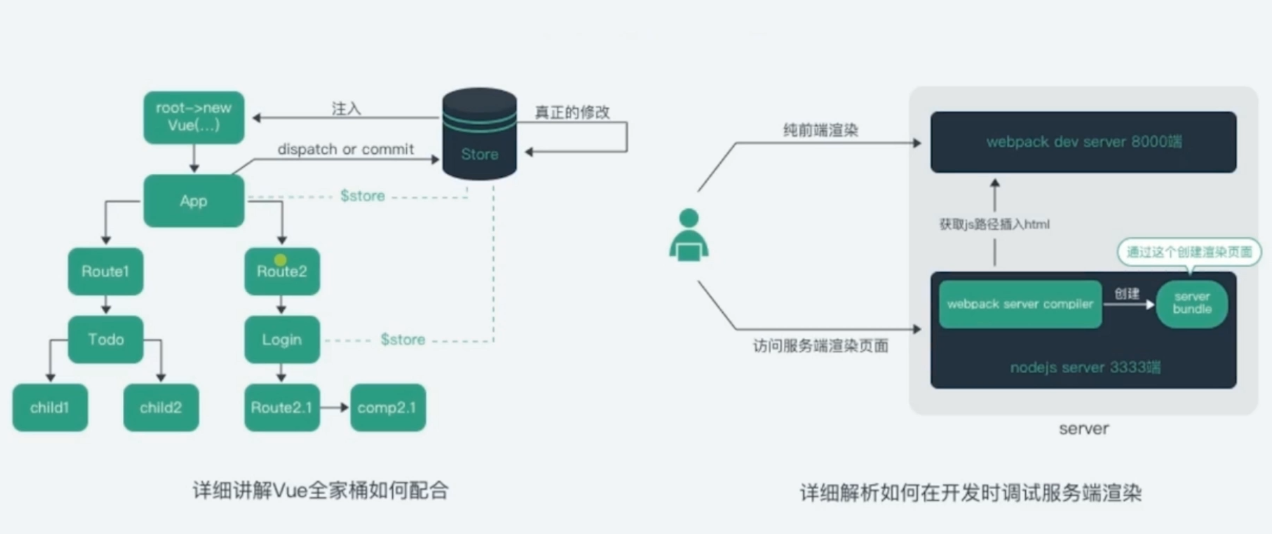 root->new
Vue(...)
注入
Store
真正的修改
dispatch or commit
App
$store
Route1
Route2
Todo
Login
$store
child1
child2
Route2.1
comp2.1
详细讲解Vue全家桶如何配合
纯前端渲染
webpack dev server 8000端
获取js路径插入html
通过这个创建渲染页面
webpack server compiler
创建
server
bundle
访问服务端渲染页面
nodejs server 3333端
server
详细解析如何在开发时调试服务端渲染